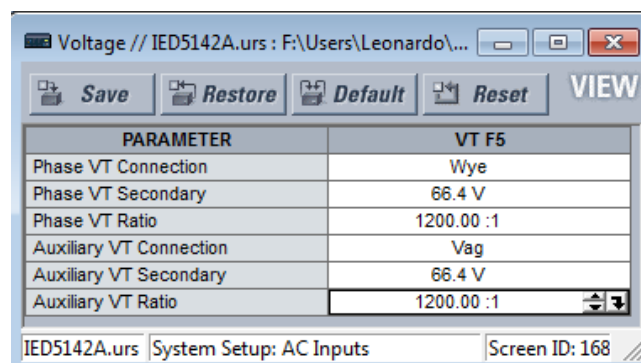 Voltage // IED5142A.urs : F:\Users\Leonardo\...
Save Restore Default Reset VIEW
PARAMETER VT F5
Phase VT Connection Wye
Phase VT Secondary 66.4 V
Phase VT Ratio 1200.00 :1
Auxiliary VT Connection Vag
Auxiliary VT Secondary 66.4 V
Auxiliary VT Ratio 1200.00 :1
IED5142A.urs System Setup: AC Inputs Screen ID: 168